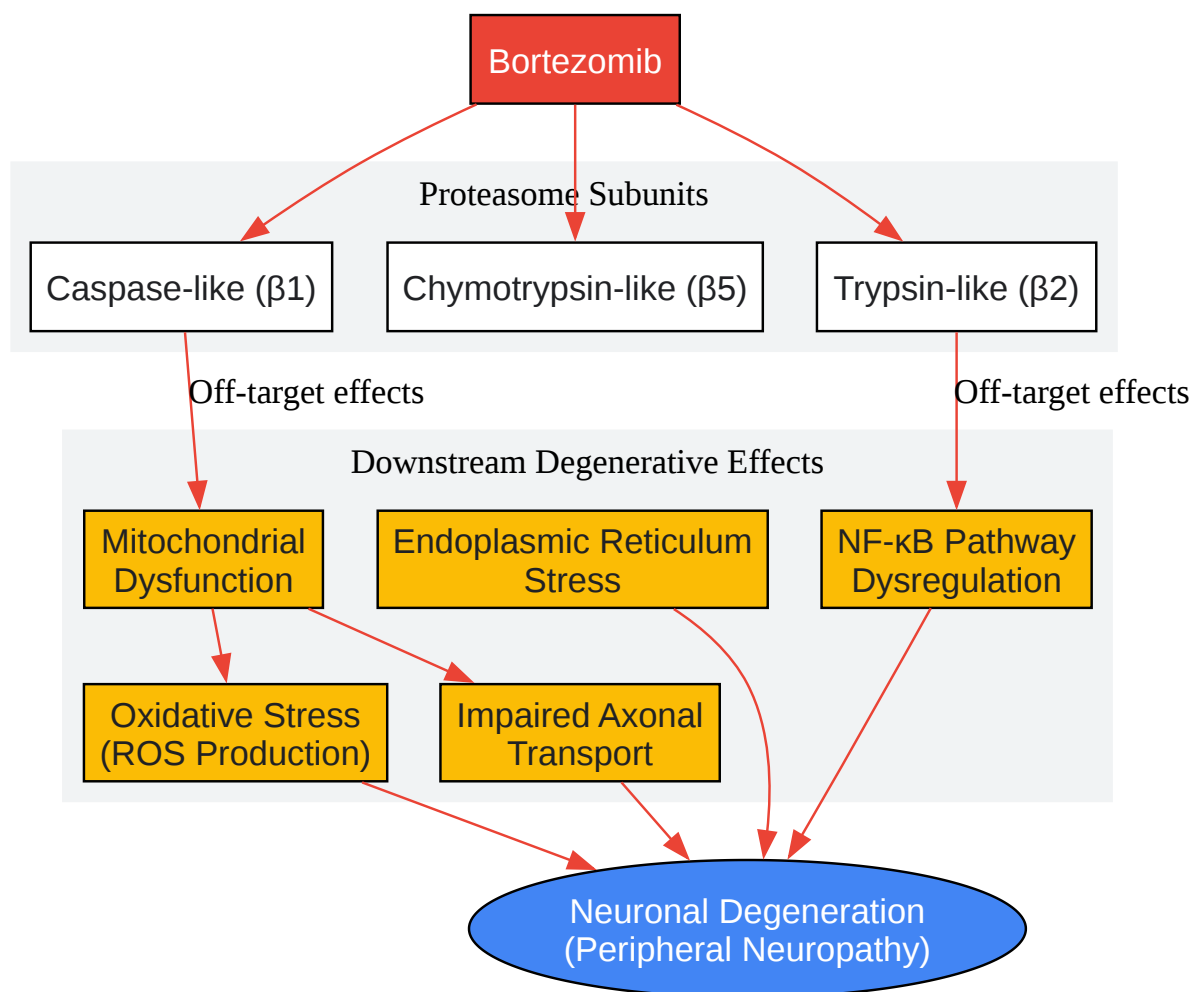 Bortezomib
Proteasome Subunits
Caspase-like (β1)
Chymotrypsin-like (β5)
Trypsin-like (β2)
Off-target effects
Off-target effects
Downstream Degenerative Effects
Mitochondrial
Dysfunction
Endoplasmic Reticulum
Stress
NF-κB Pathway
Dysregulation
Oxidative Stress
(ROS Production)
Impaired Axonal
Transport
Neuronal Degeneration
(Peripheral Neuropathy)